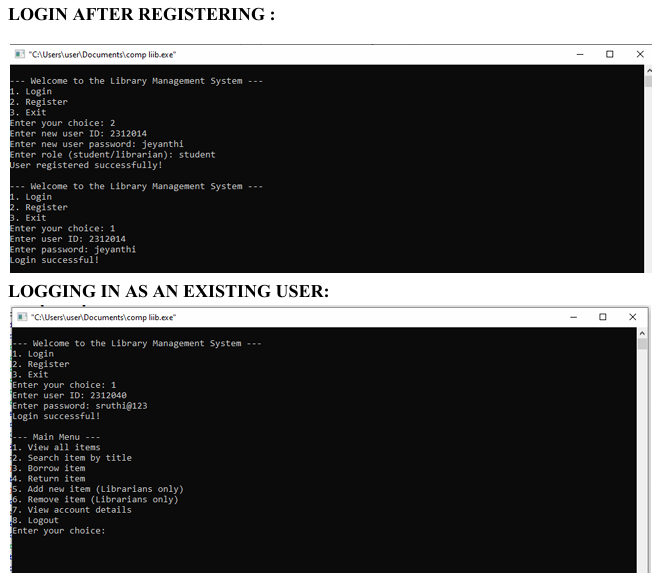 LOGIN AFTER REGISTERING :
"C:\Users\user\Documents\comp liib.exe"
--- Welcome to the Library Management System ---
1. Login
2. Register
3. Exit
Enter your choice: 2
Enter new user ID: 2312014
Enter new user password: jeyanthi
Enter role (student/librarian): student
User registered successfully!
--- Welcome to the Library Management System ---
1. Login
2. Register
3. Exit
Enter your choice: 1
Enter user ID: 2312014
Enter password: jeyanthi
Login successful!
LOGGING IN AS AN EXISTING USER:
"C:\Users\user\Documents\comp liib.exe"
--- Welcome to the Library Management System ---
1. Login
2. Register
3. Exit
Enter your choice: 1
Enter user ID: 2312040
Enter password: sruthi@123
Login successful!
--- Main Menu ---
1. View all items
2. Search item by title
3. Borrow item
4. Return item
5. Add new item (Librarians only)
6. Remove item (Librarians only)
7. View account details
8. Logout
Enter your choice: